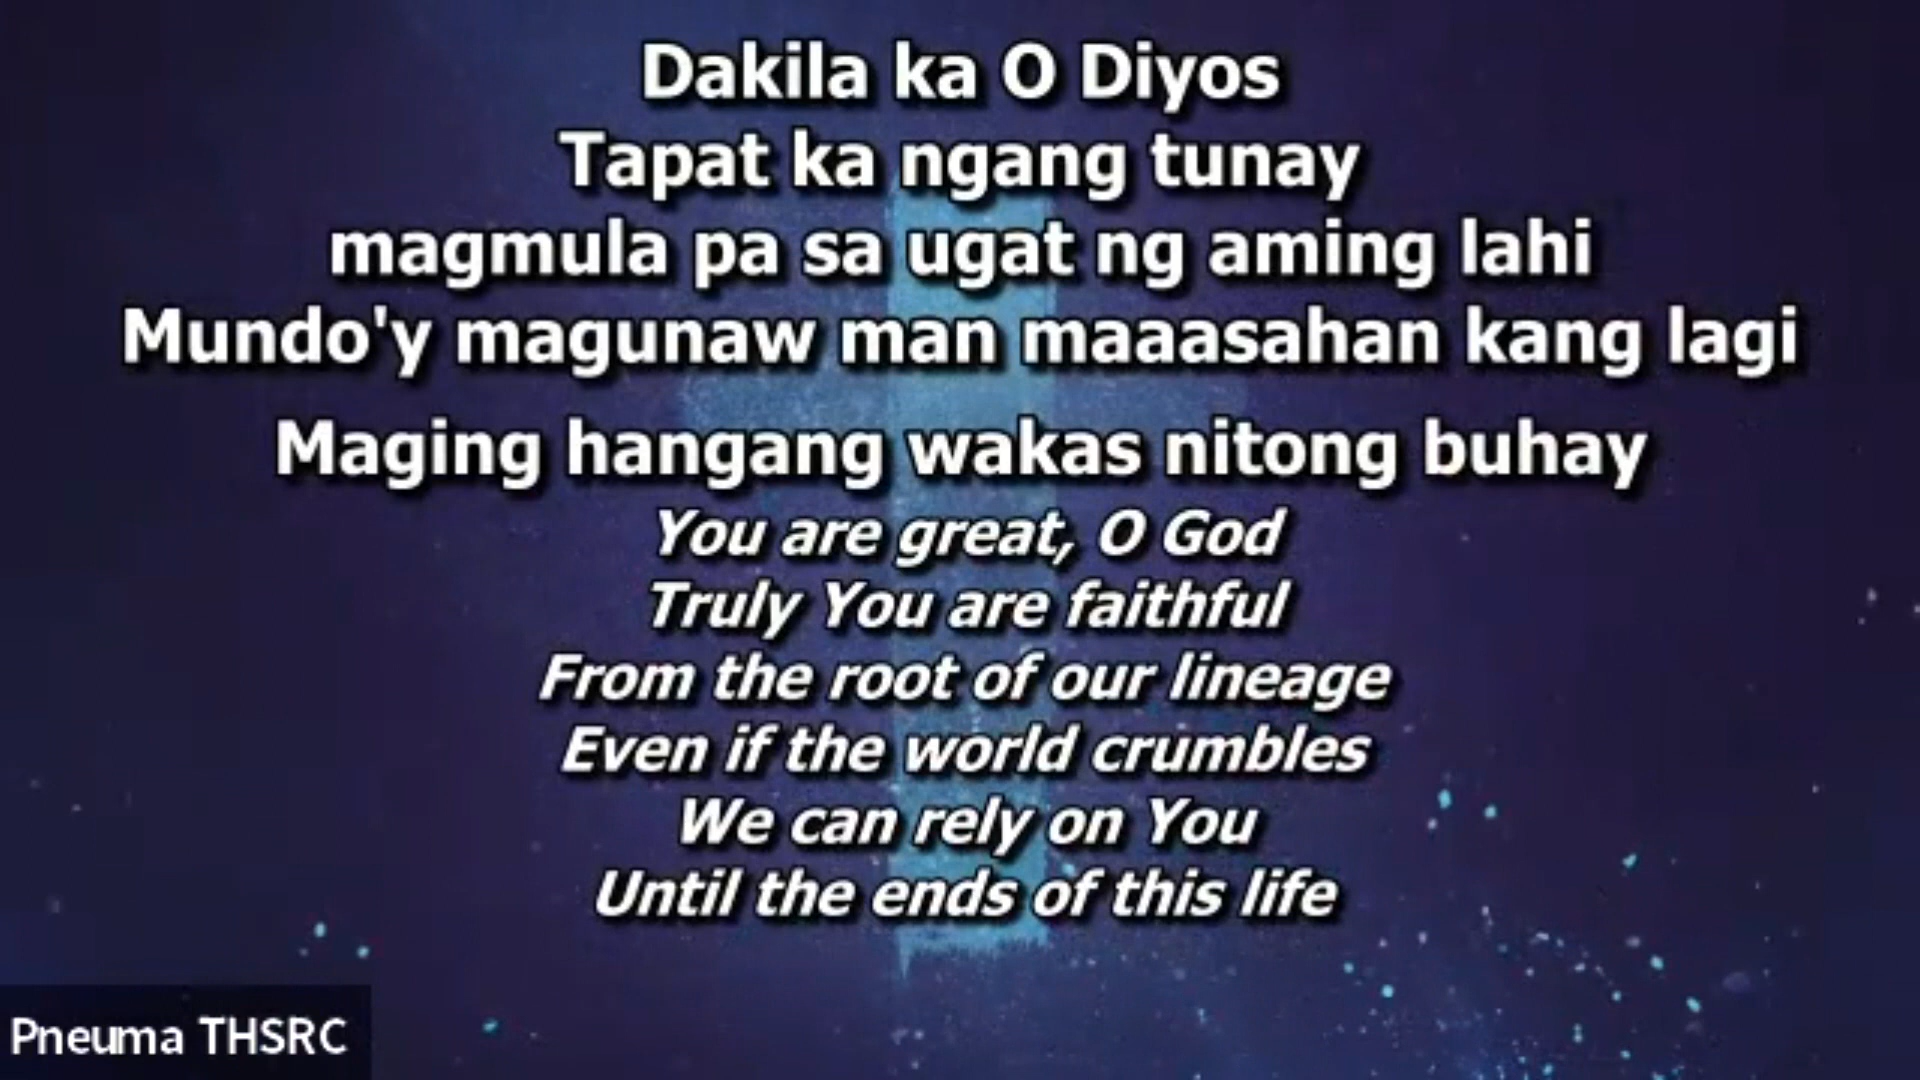 Dakila ka O Diyos
Tapat ka ngang tunay
magmula pa sa ugat ng aming lahi
Mundo'y magunaw man maaasahan kang lagi
Maging hangang wakas nitong buhay
You are great, O God
Truly You are faithful
From the root of our lineage
Even if the world crumbles
We can rely on You
Until the ends of this life
Pneuma THSRC